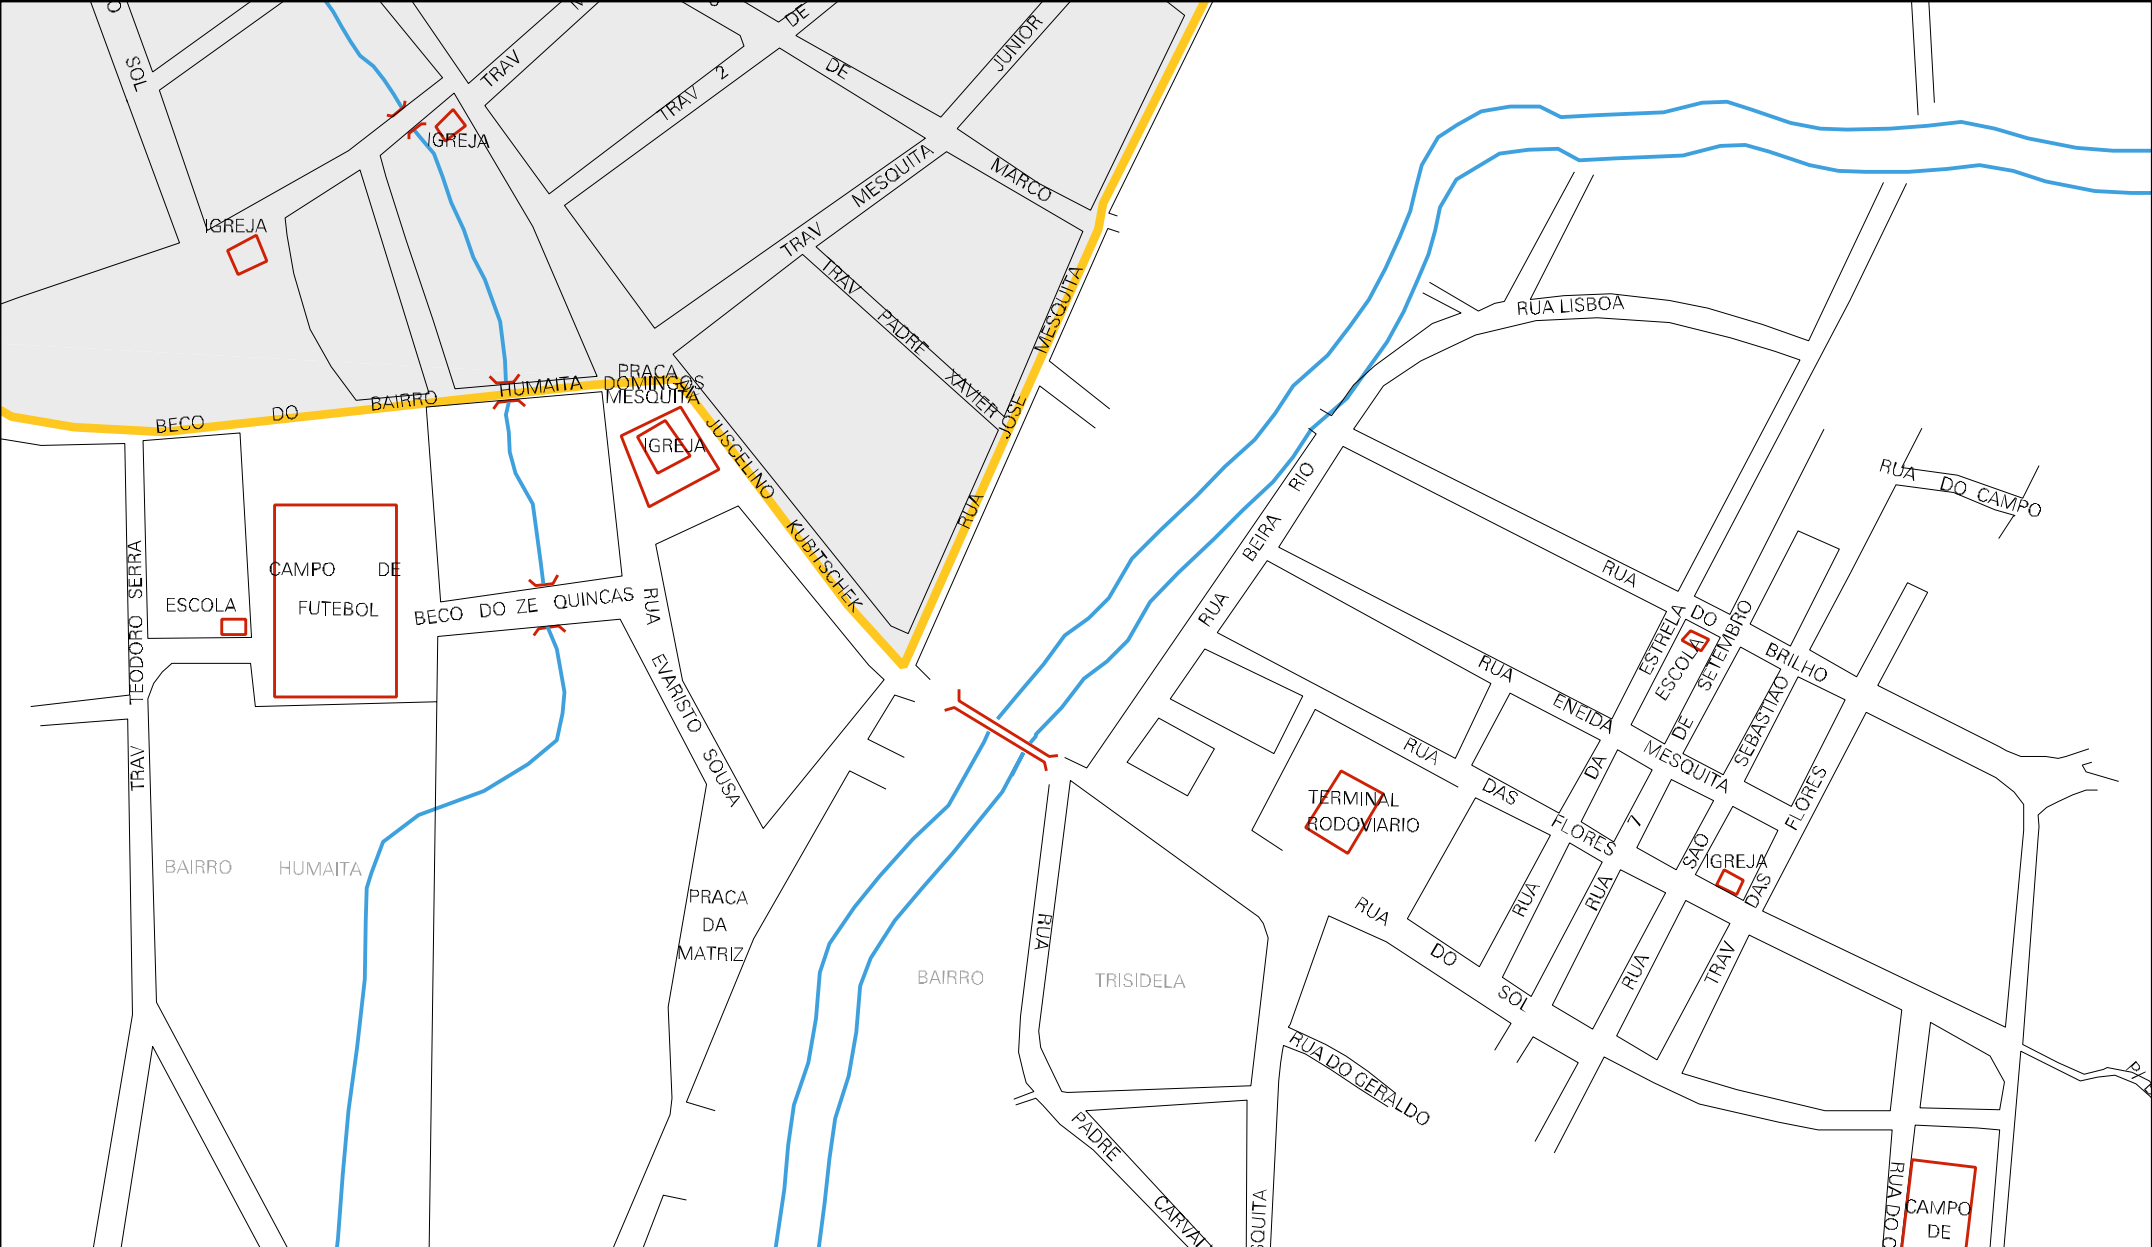 SOL
TRAV
IGREJA
IGREJA
TRAV 2
DE
DE
JUNIOR
MARCO
TRAV MESQUITA
TRAV PADRE XAVIER
RUA JOSE MESQUITA
BECO DO BAIRRO HUMAITA
PRACA
DOMINGOS
MESQUITA
IGREJA
JUSCELINO KUBITSCHEK
TRAV TEODORO SERRA
ESCOLA
CAMPO DE
FUTEBOL
BECO DO ZE QUINCAS
RUA EVARISTO SOUSA
BAIRRO HUMAITA
PRACA
DA
MATRIZ
BAIRRO TRISIDELA
RUA LISBOA
RUA BEIRA RIO
RUA DO CAMPO
RUA DO BRILHO
RUA ENEIDA MESQUITA
RUA DAS FLORES
RUA DO SOL
RUA DA ESTRELA
ESCOLA
RUA 7 DE SETEMBRO
RUA SAO SEBASTIAO
TRAV DAS FLORES
IGREJA
TERMINAL
RODOVIARIO
RUA DO GERALDO
RUA PADRE
CAMPO
DE
RUA DO